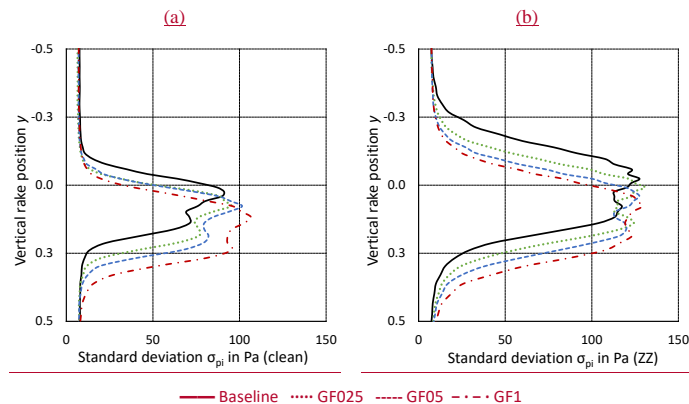 (a) (b)
-0.5 -0.5
-0.3 -0.3
0.0 0.0
0.3 0.3
0.5 0.5
Vertical rake position y Vertical rake position y
0 50 100 150 0 50 100 150
Standard deviation σpi in Pa (clean) Standard deviation σpi in Pa (ZZ)
Baseline GF025 GF05 GF1